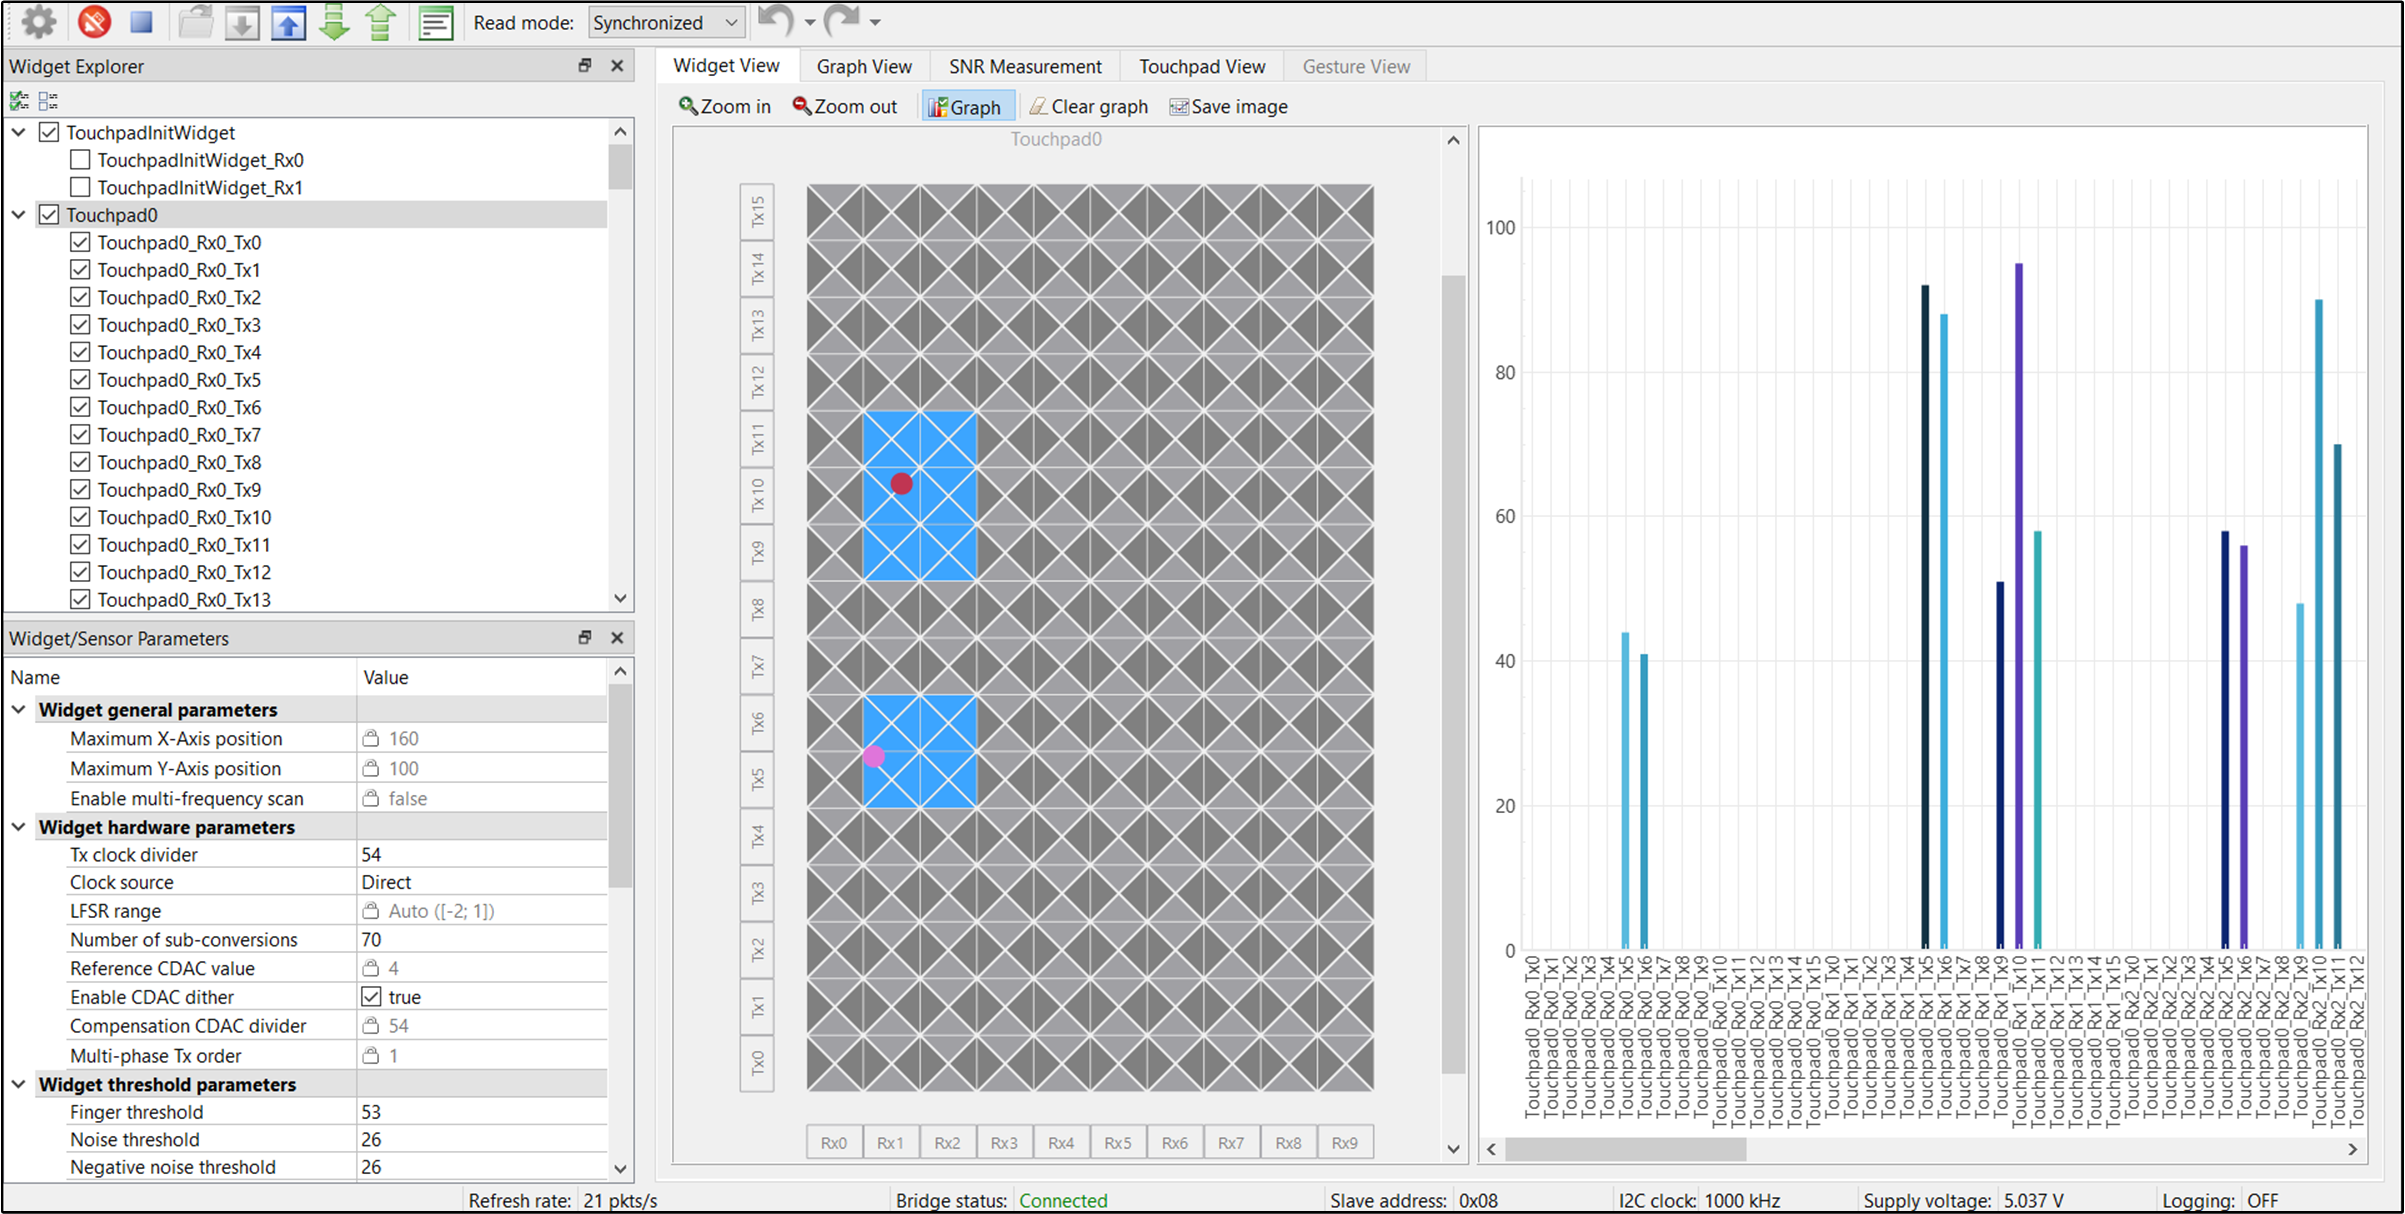 Read mode: Synchronized
Widget Explorer
TouchpadInitWidget
TouchpadInitWidget_Rx0
TouchpadInitWidget_Rx1
Touchpad0
Touchpad0_Rx0_Tx0
Touchpad0_Rx0_Tx1
Touchpad0_Rx0_Tx2
Touchpad0_Rx0_Tx3
Touchpad0_Rx0_Tx4
Touchpad0_Rx0_Tx5
Touchpad0_Rx0_Tx6
Touchpad0_Rx0_Tx7
Touchpad0_Rx0_Tx8
Touchpad0_Rx0_Tx9
Touchpad0_Rx0_Tx10
Touchpad0_Rx0_Tx11
Touchpad0_Rx0_Tx12
Touchpad0_Rx0_Tx13
Widget/Sensor Parameters
Name Value
Widget general parameters
Maximum X-Axis position 160
Maximum Y-Axis position 100
Enable multi-frequency scan false
Widget hardware parameters
Tx clock divider 54
Clock source Direct
LFSR range Auto ([-2; 1])
Number of sub-conversions 70
Reference CDAC value 4
Enable CDAC dither true
Compensation CDAC divider 54
Multi-phase Tx order 1
Widget threshold parameters
Finger threshold 53
Noise threshold 26
Negative noise threshold 26
Widget View Graph View SNR Measurement Touchpad View Gesture View
Zoom in Zoom out Graph Clear graph Save image
Touchpad0
Tx15
Tx14
Tx13
Tx12
Tx11
Tx10
Tx9
Tx8
Tx7
Tx6
Tx5
Tx4
Tx3
Tx2
Tx1
Tx0
Rx0 Rx1 Rx2 Rx3 Rx4 Rx5 Rx6 Rx7 Rx8 Rx9
100
80
60
40
20
0
Touchpad0_Rx0_Tx0
Touchpad0_Rx0_Tx1
Touchpad0_Rx0_Tx2
Touchpad0_Rx0_Tx3
Touchpad0_Rx0_Tx4
Touchpad0_Rx0_Tx5
Touchpad0_Rx0_Tx6
Touchpad0_Rx0_Tx7
Touchpad0_Rx0_Tx8
Touchpad0_Rx0_Tx9
Touchpad0_Rx0_Tx10
Touchpad0_Rx0_Tx11
Touchpad0_Rx0_Tx12
Touchpad0_Rx0_Tx13
Touchpad0_Rx0_Tx14
Touchpad0_Rx0_Tx15
Touchpad0_Rx1_Tx0
Touchpad0_Rx1_Tx1
Touchpad0_Rx1_Tx2
Touchpad0_Rx1_Tx3
Touchpad0_Rx1_Tx4
Touchpad0_Rx1_Tx5
Touchpad0_Rx1_Tx6
Touchpad0_Rx1_Tx7
Touchpad0_Rx1_Tx8
Touchpad0_Rx1_Tx9
Touchpad0_Rx1_Tx10
Touchpad0_Rx1_Tx11
Touchpad0_Rx1_Tx12
Touchpad0_Rx1_Tx13
Touchpad0_Rx1_Tx14
Touchpad0_Rx1_Tx15
Touchpad0_Rx2_Tx0
Touchpad0_Rx2_Tx1
Touchpad0_Rx2_Tx2
Touchpad0_Rx2_Tx3
Touchpad0_Rx2_Tx4
Touchpad0_Rx2_Tx5
Touchpad0_Rx2_Tx6
Touchpad0_Rx2_Tx7
Touchpad0_Rx2_Tx8
Touchpad0_Rx2_Tx9
Touchpad0_Rx2_Tx10
Touchpad0_Rx2_Tx11
Touchpad0_Rx2_Tx12
Refresh rate: 21 pkts/s Bridge status: Connected Slave address: 0x08 I2C clock: 1000 kHz Supply voltage: 5.037 V Logging: OFF